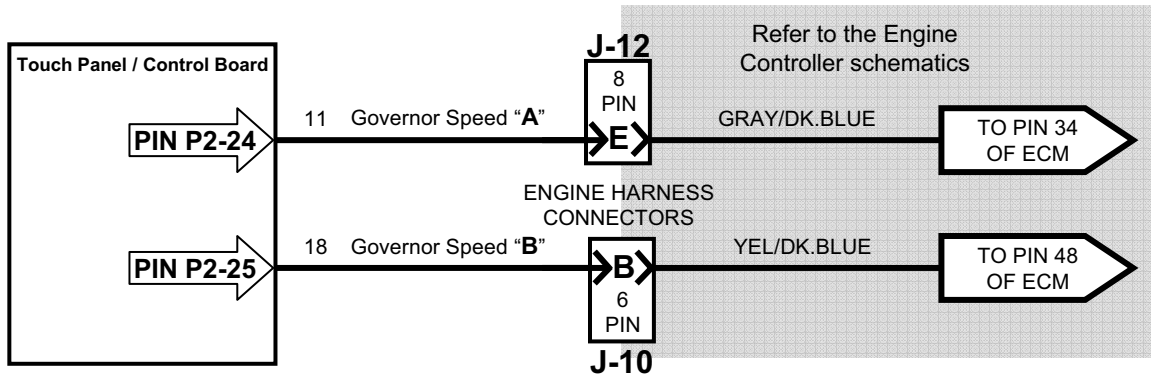 Touch Panel / Control Board
PIN P2-24
11 Governor Speed “A”
J-12
8
PIN
E
Refer to the Engine
Controller schematics
GRAY/DK.BLUE
TO PIN 34
OF ECM
ENGINE HARNESS
CONNECTORS
PIN P2-25
18 Governor Speed “B”
B
6
PIN
J-10
YEL/DK.BLUE
TO PIN 48
OF ECM